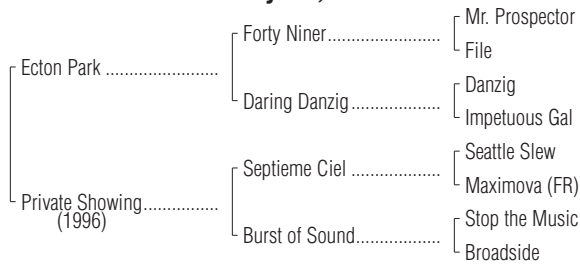 Mr. Prospector
Forty Niner
File
Ecton Park
Danzig
Daring Danzig
Impetuous Gal
Seattle Slew
Septieme Ciel
Maximova (FR)
Private Showing
(1996)
Stop the Music
Burst of Sound
Broadside